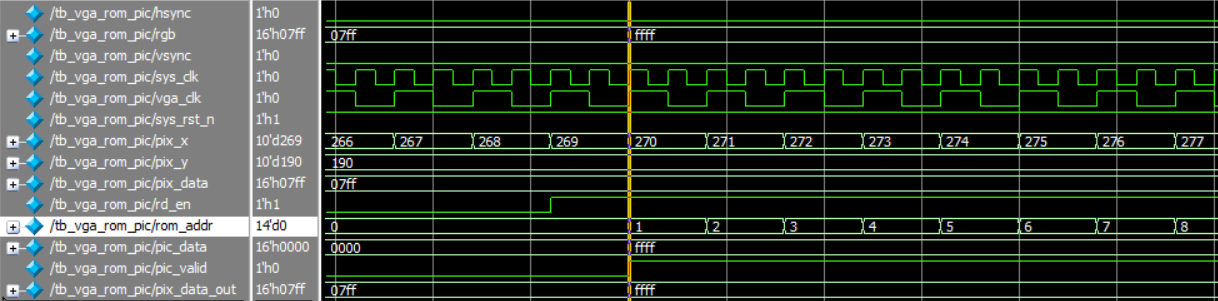 /tb_vga_rom_pic/hsync 1'h0
/tb_vga_rom_pic/rgb 16'h07ff 07ff ffff
/tb_vga_rom_pic/vsync 1'h0
/tb_vga_rom_pic/sys_clk 1'h0
/tb_vga_rom_pic/vga_clk 1'h0
/tb_vga_rom_pic/sys_rst_n 1'h1
/tb_vga_rom_pic/pix_x 10'd269 266 267 268 269 270 271 272 273 274 275 276 277
/tb_vga_rom_pic/pix_y 10'd190 190
/tb_vga_rom_pic/pix_data 16'h07ff 07ff
/tb_vga_rom_pic/rd_en 1'h1
/tb_vga_rom_pic/rom_addr 14'd0 0 1 2 3 4 5 6 7 8
/tb_vga_rom_pic/pic_data 16'h0000 0000 ffff
/tb_vga_rom_pic/pic_valid 1'h0
/tb_vga_rom_pic/pix_data_out 16'h07ff 07ff ffff